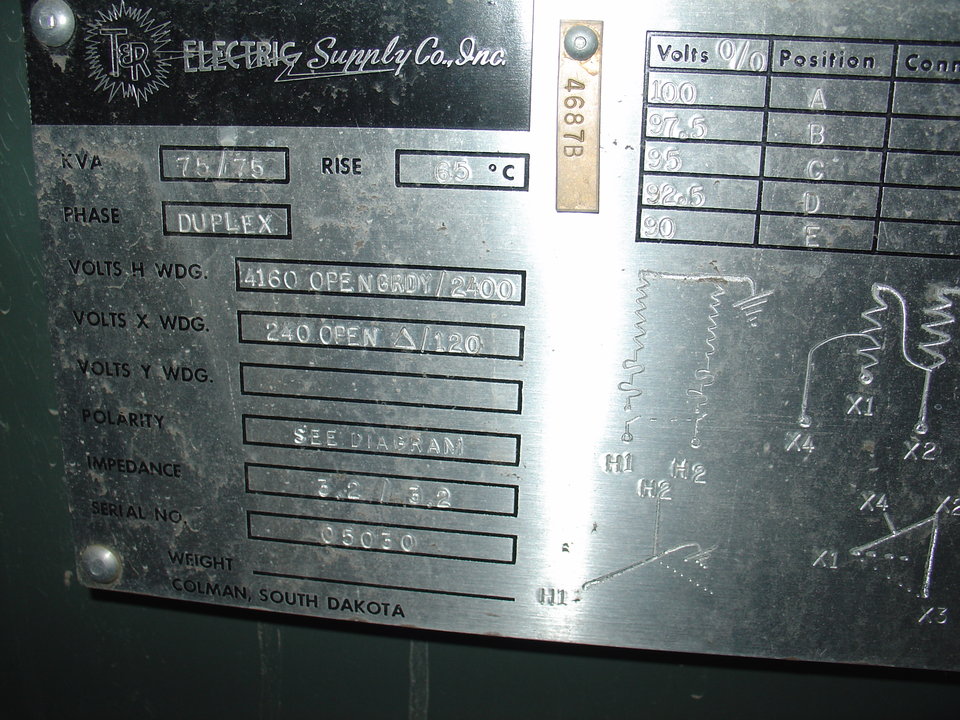 T&R ELECTRIC Supply Co., Inc.
KVA 75/75 RISE 65 °C
PHASE DUPLEX
VOLTS H WDG. 4160 OPEN GRDY/2400
VOLTS X WDG. 240 OPEN △/120
VOLTS Y WDG.
POLARITY SEE DIAGRAM
IMPEDANCE 3.2 / 3.2
SERIAL NO. 05030
WEIGHT
COLMAN, SOUTH DAKOTA
4687B
Volts % Position Conn
100 A
97.5 B
95 C
92.5 D
90 E
H1 H2
X4 X1 X2
H2
H1
X4 X2
X1
X3